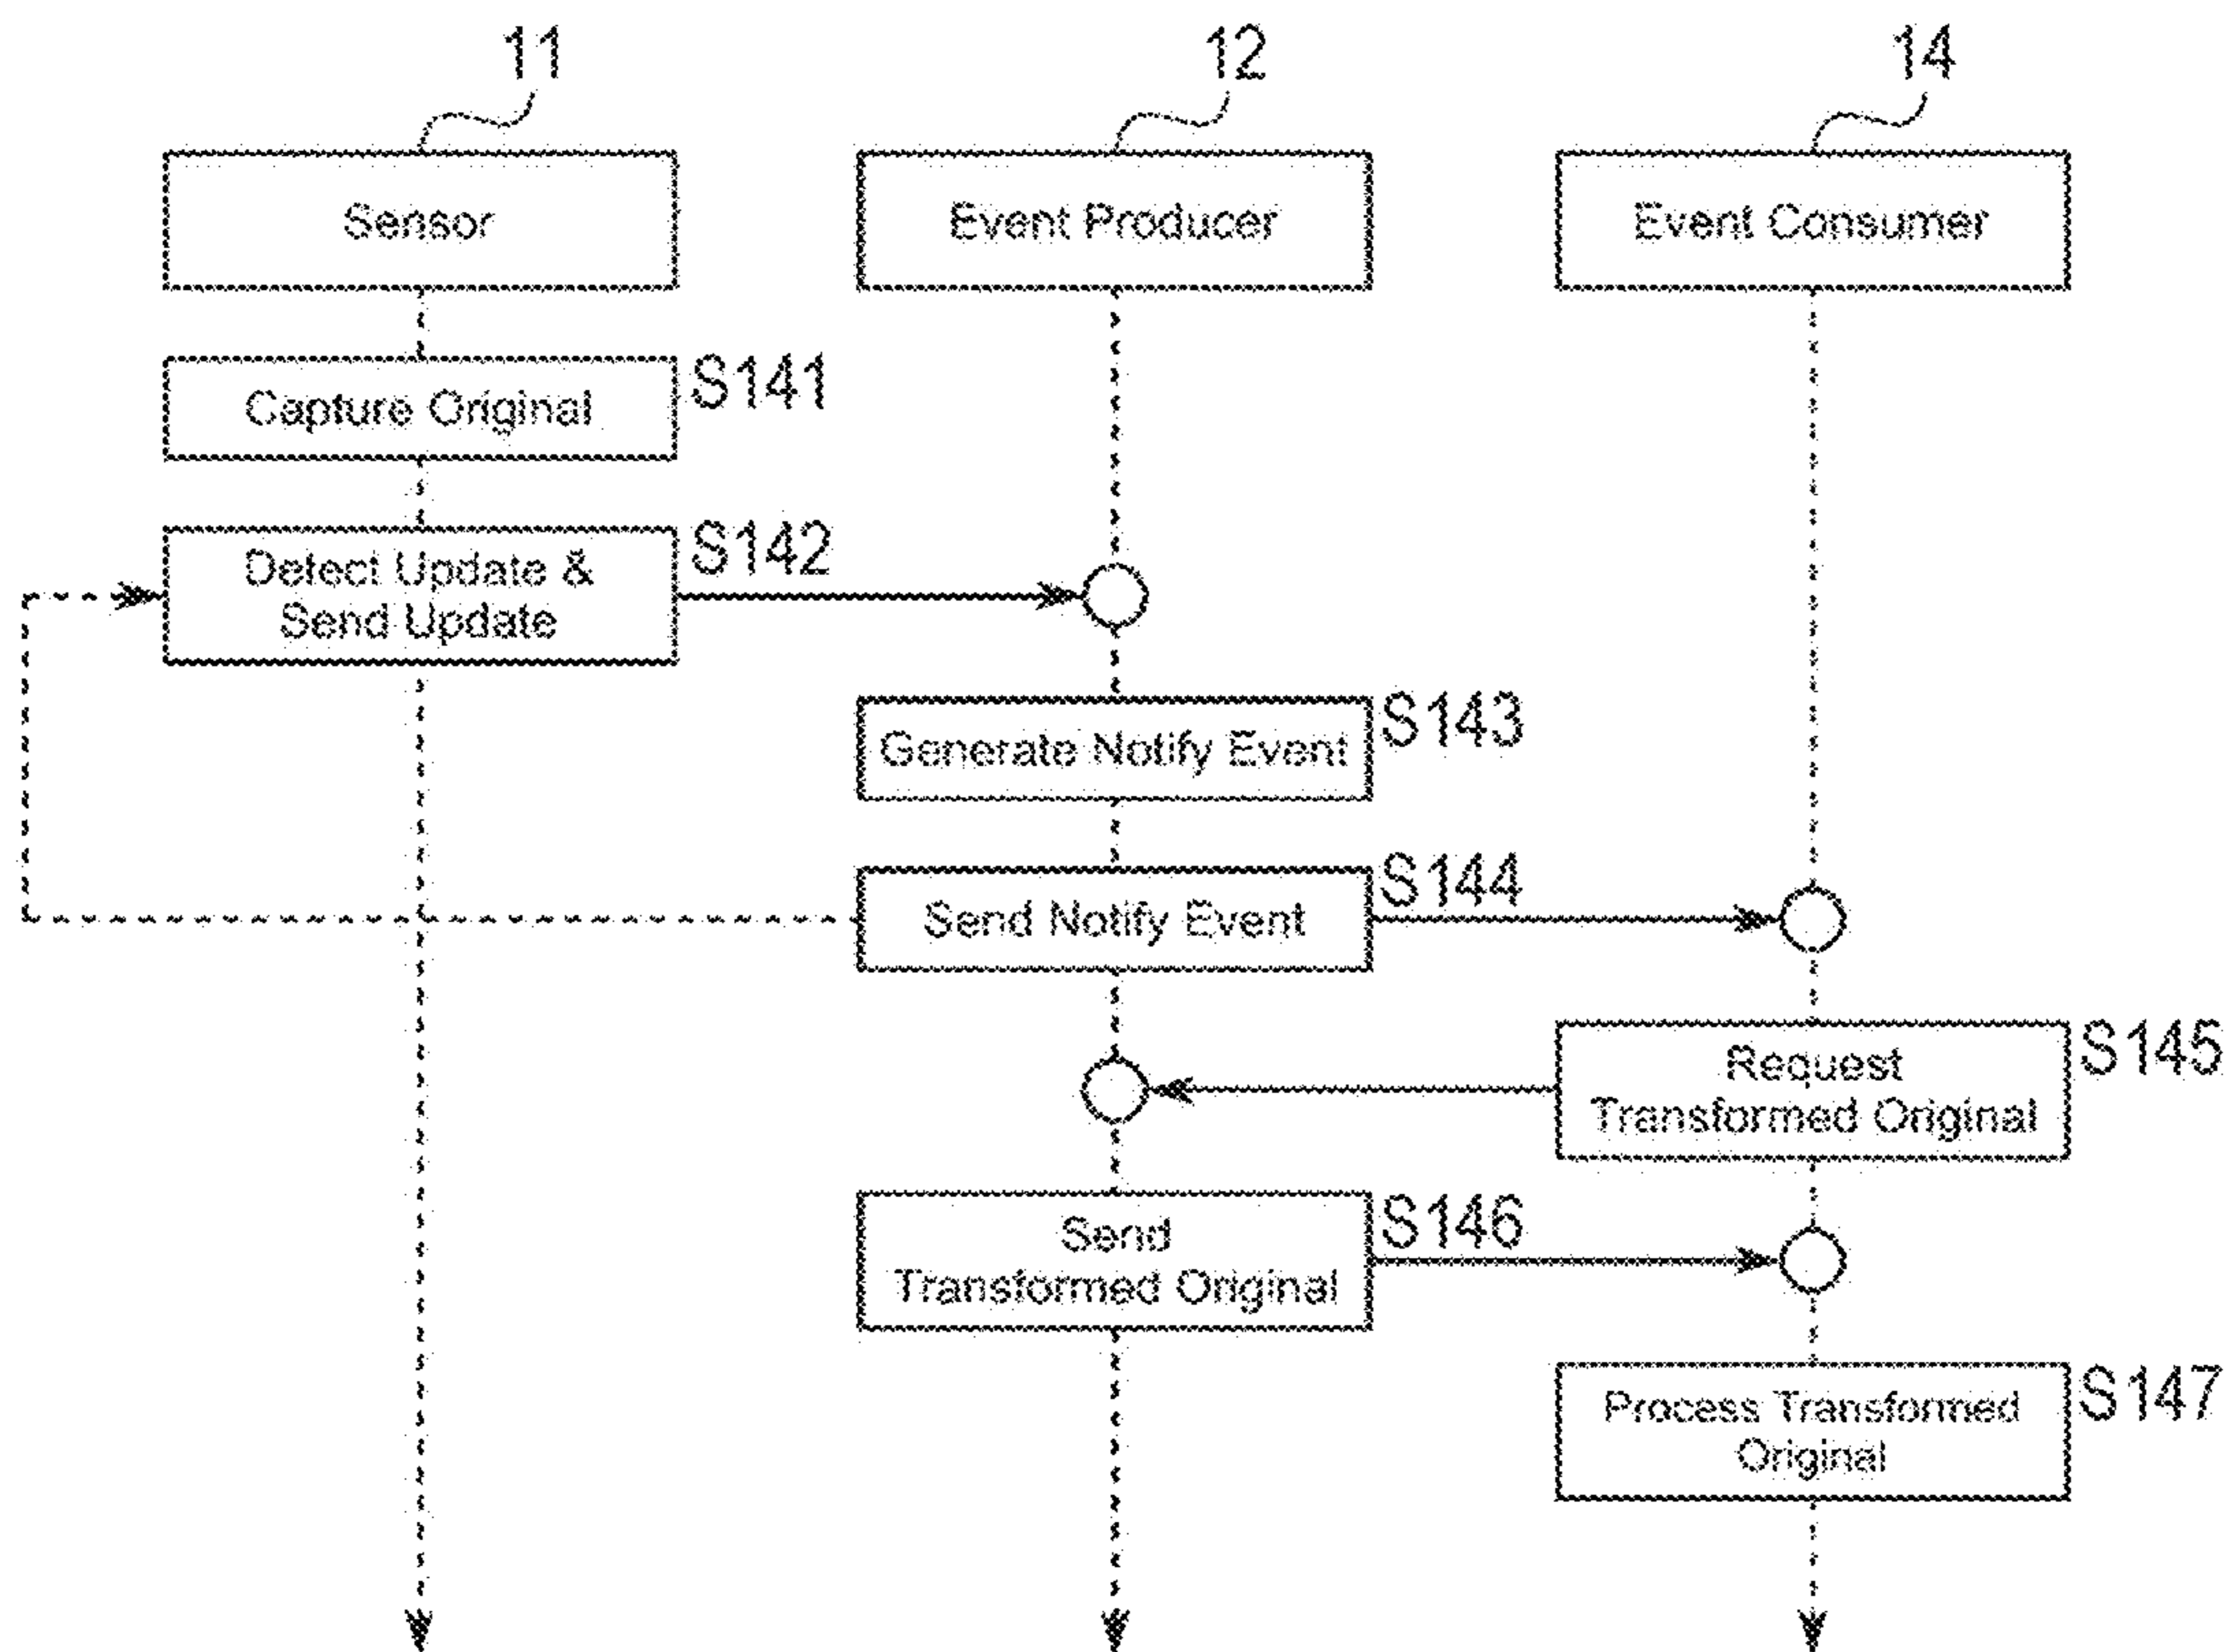 11
12
14
Sensor
Event Producer
Event Consumer
Capture Original
S141
Detect Update &
Send Update
S142
Generate Notify Event
S143
Send Notify Event
S144
Request
Transformed Original
S145
Send
Transformed Original
S146
Process Transformed
Original
S147